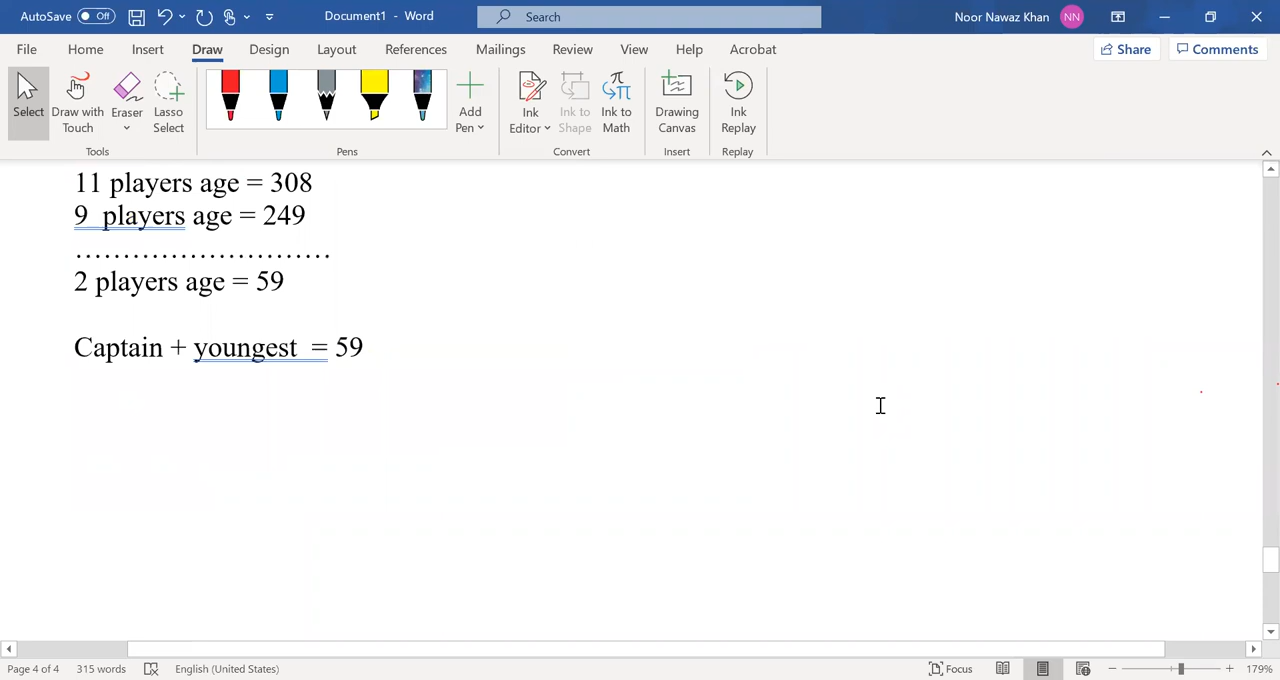 AutoSave Off Document1 - Word Search Noor Nawaz Khan NN
File Home Insert Draw Design Layout References Mailings Review View Help Acrobat Share Comments
Select Draw with Touch Eraser Lasso Select Add Pen Ink Editor Ink to Shape Ink to Math Drawing Canvas Ink Replay
Tools Pens Convert Insert Replay
11 players age = 308
9  players age = 249
...........................
2 players age = 59
Captain + youngest  = 59
Page 4 of 4 315 words English (United States) Focus 179%